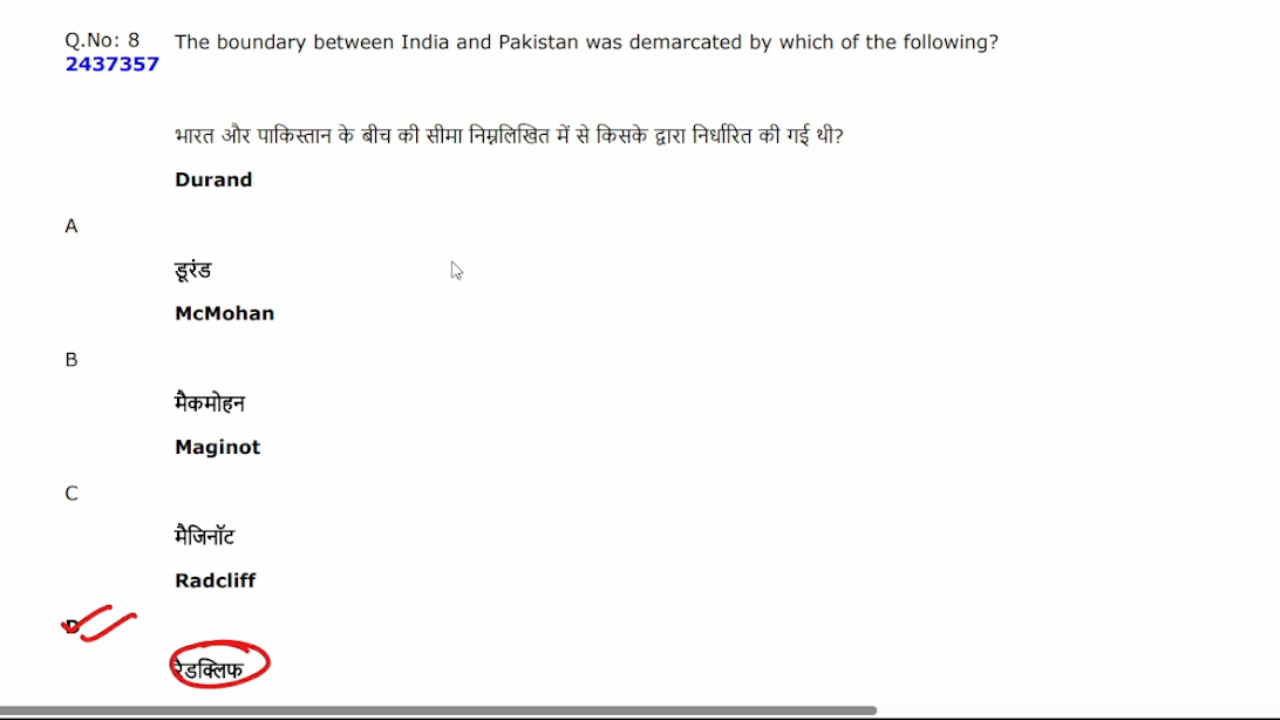 Q.No: 8 The boundary between India and Pakistan was demarcated by which of the following?
2437357
भारत और पाकिस्तान के बीच की सीमा निम्नलिखित में से किसके द्वारा निर्धारित की गई थी?
Durand
A
डूरंड
McMohan
B
मैकमोहन
Maginot
C
मैजिनॉट
Radcliff
D
रैडक्लिफ